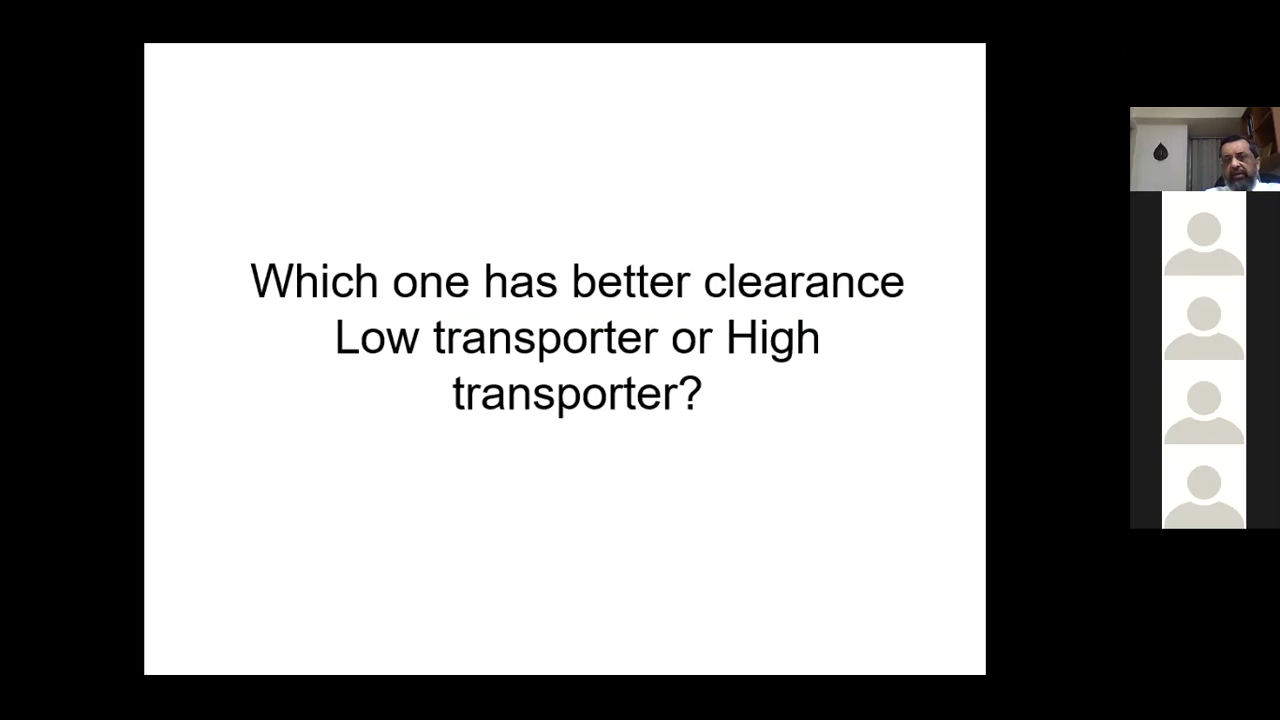 Which one has better clearance
Low transporter or High
transporter?